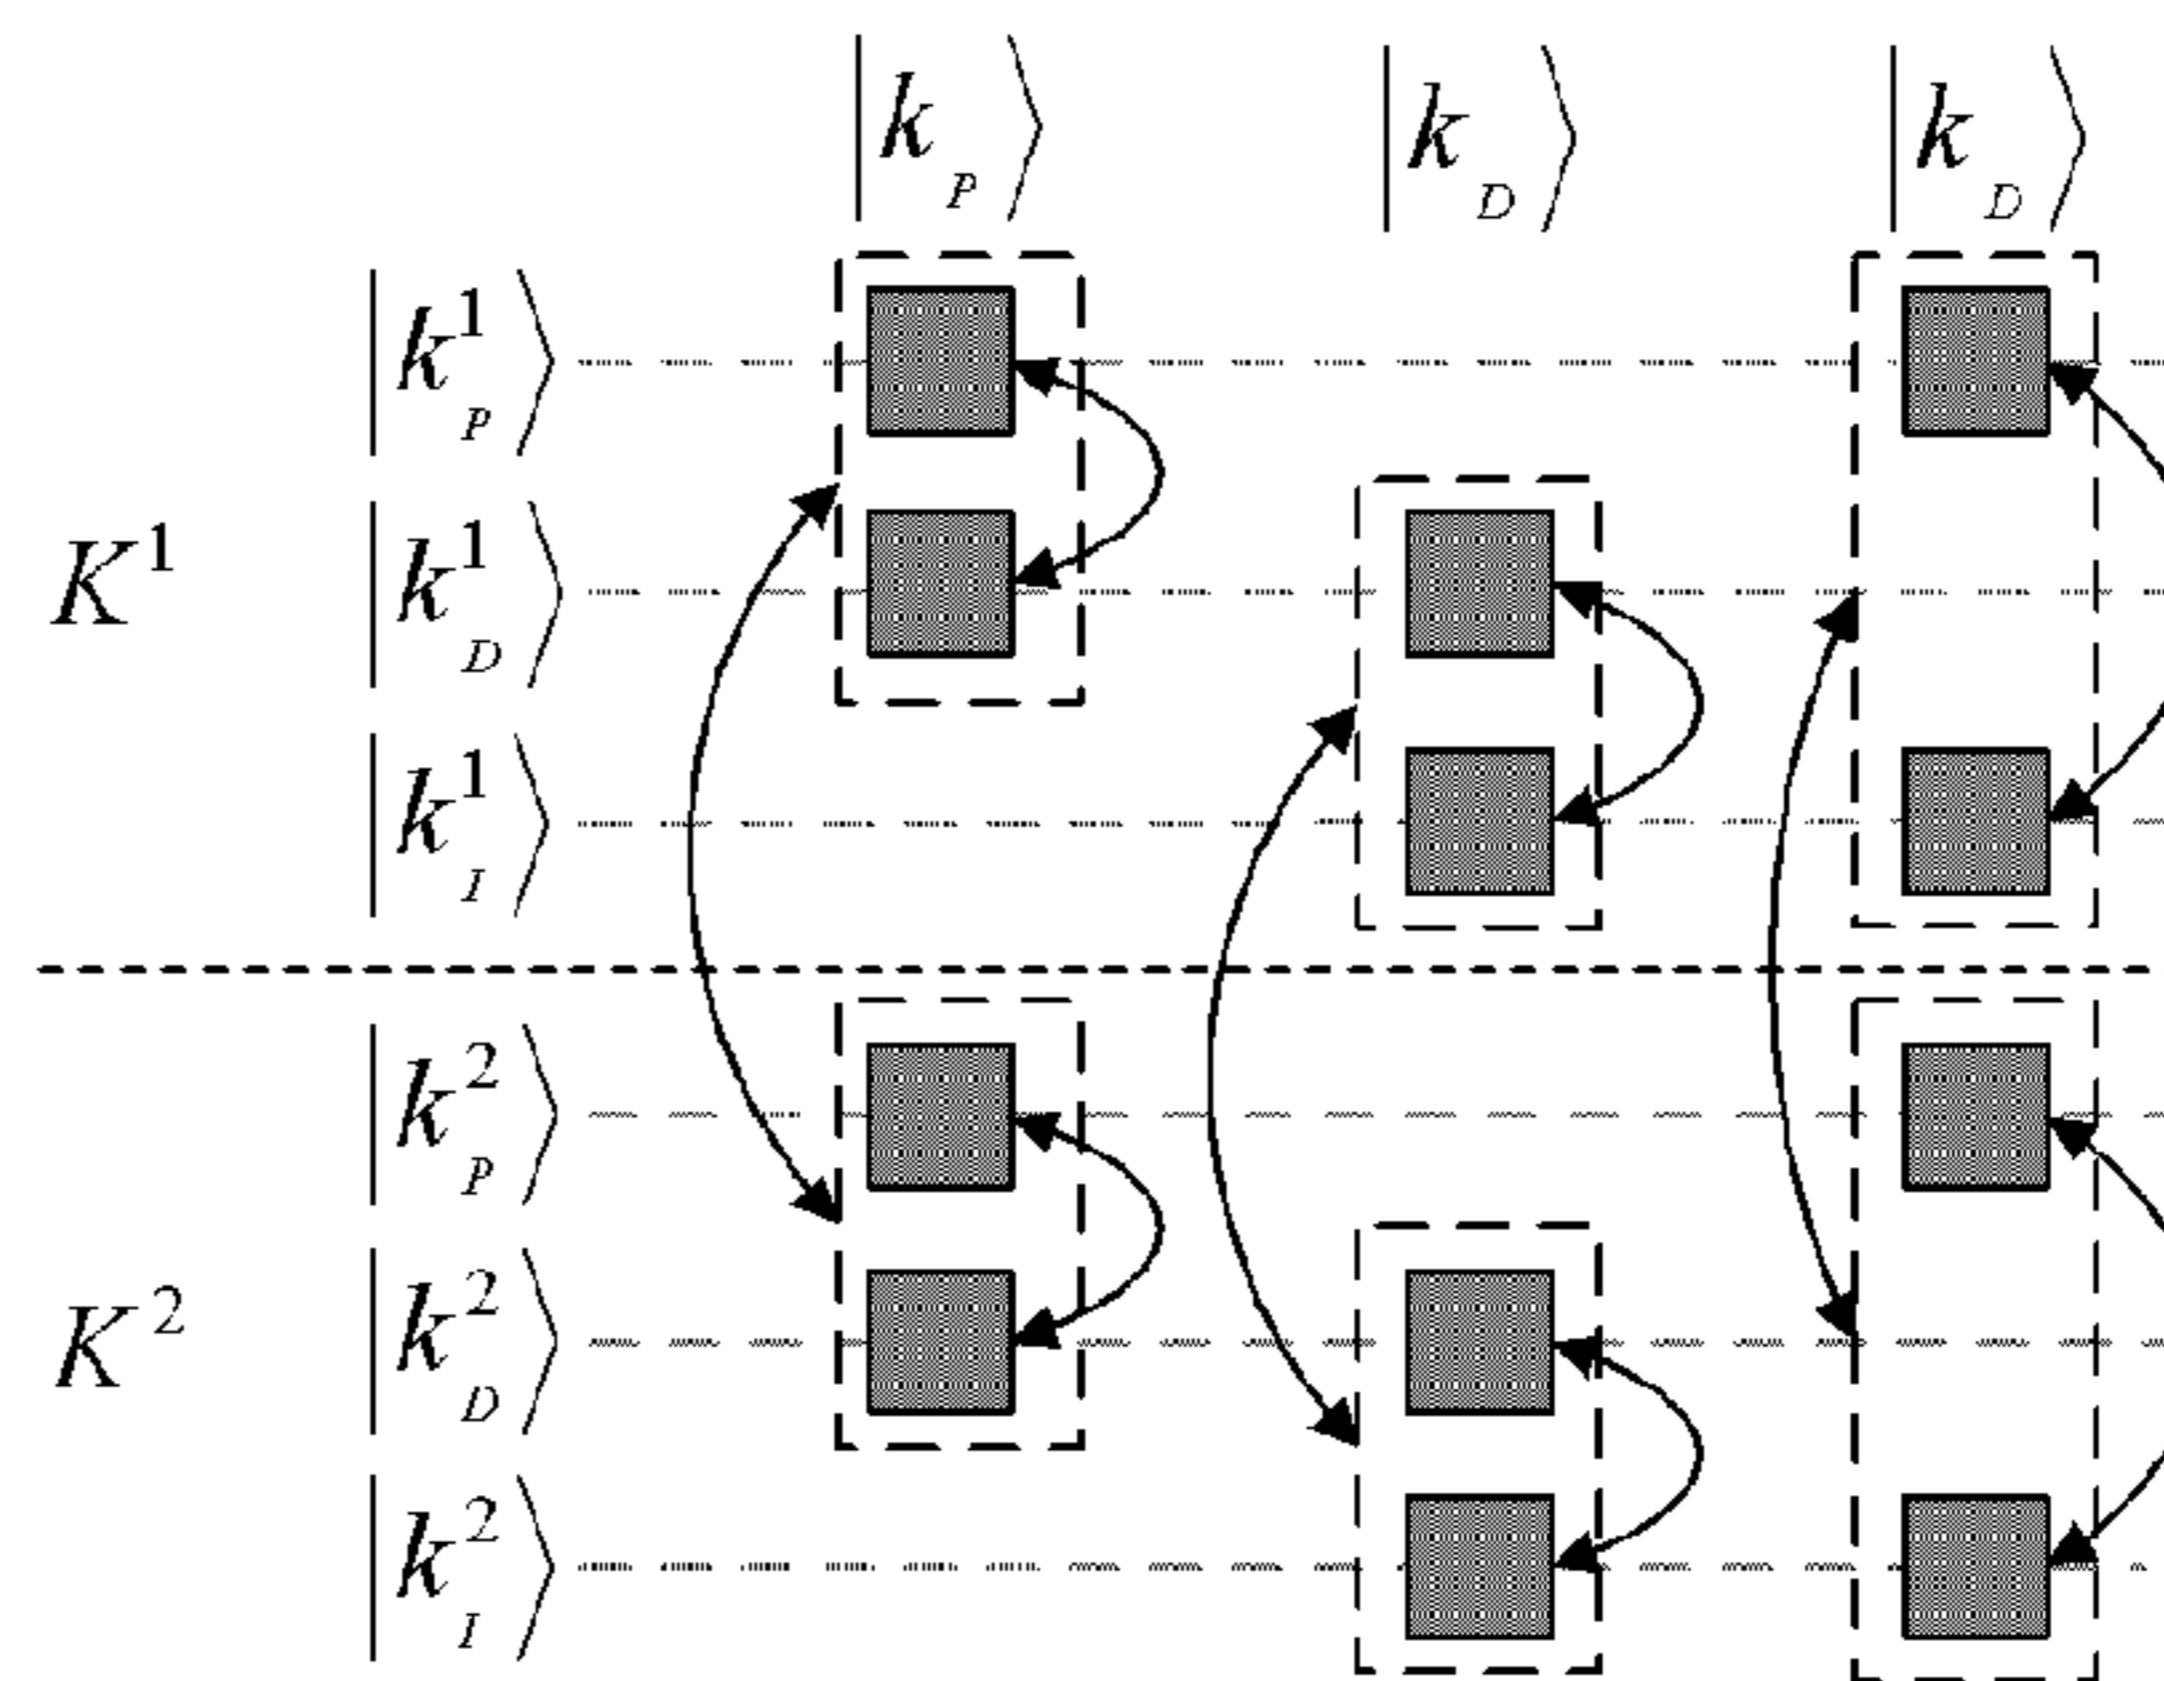 |k_P⟩ |k_D⟩ |k_D⟩
|k^1_P⟩
K^1 |k^1_D⟩
|k^1_I⟩
|k^2_P⟩
K^2 |k^2_D⟩
|k^2_I⟩